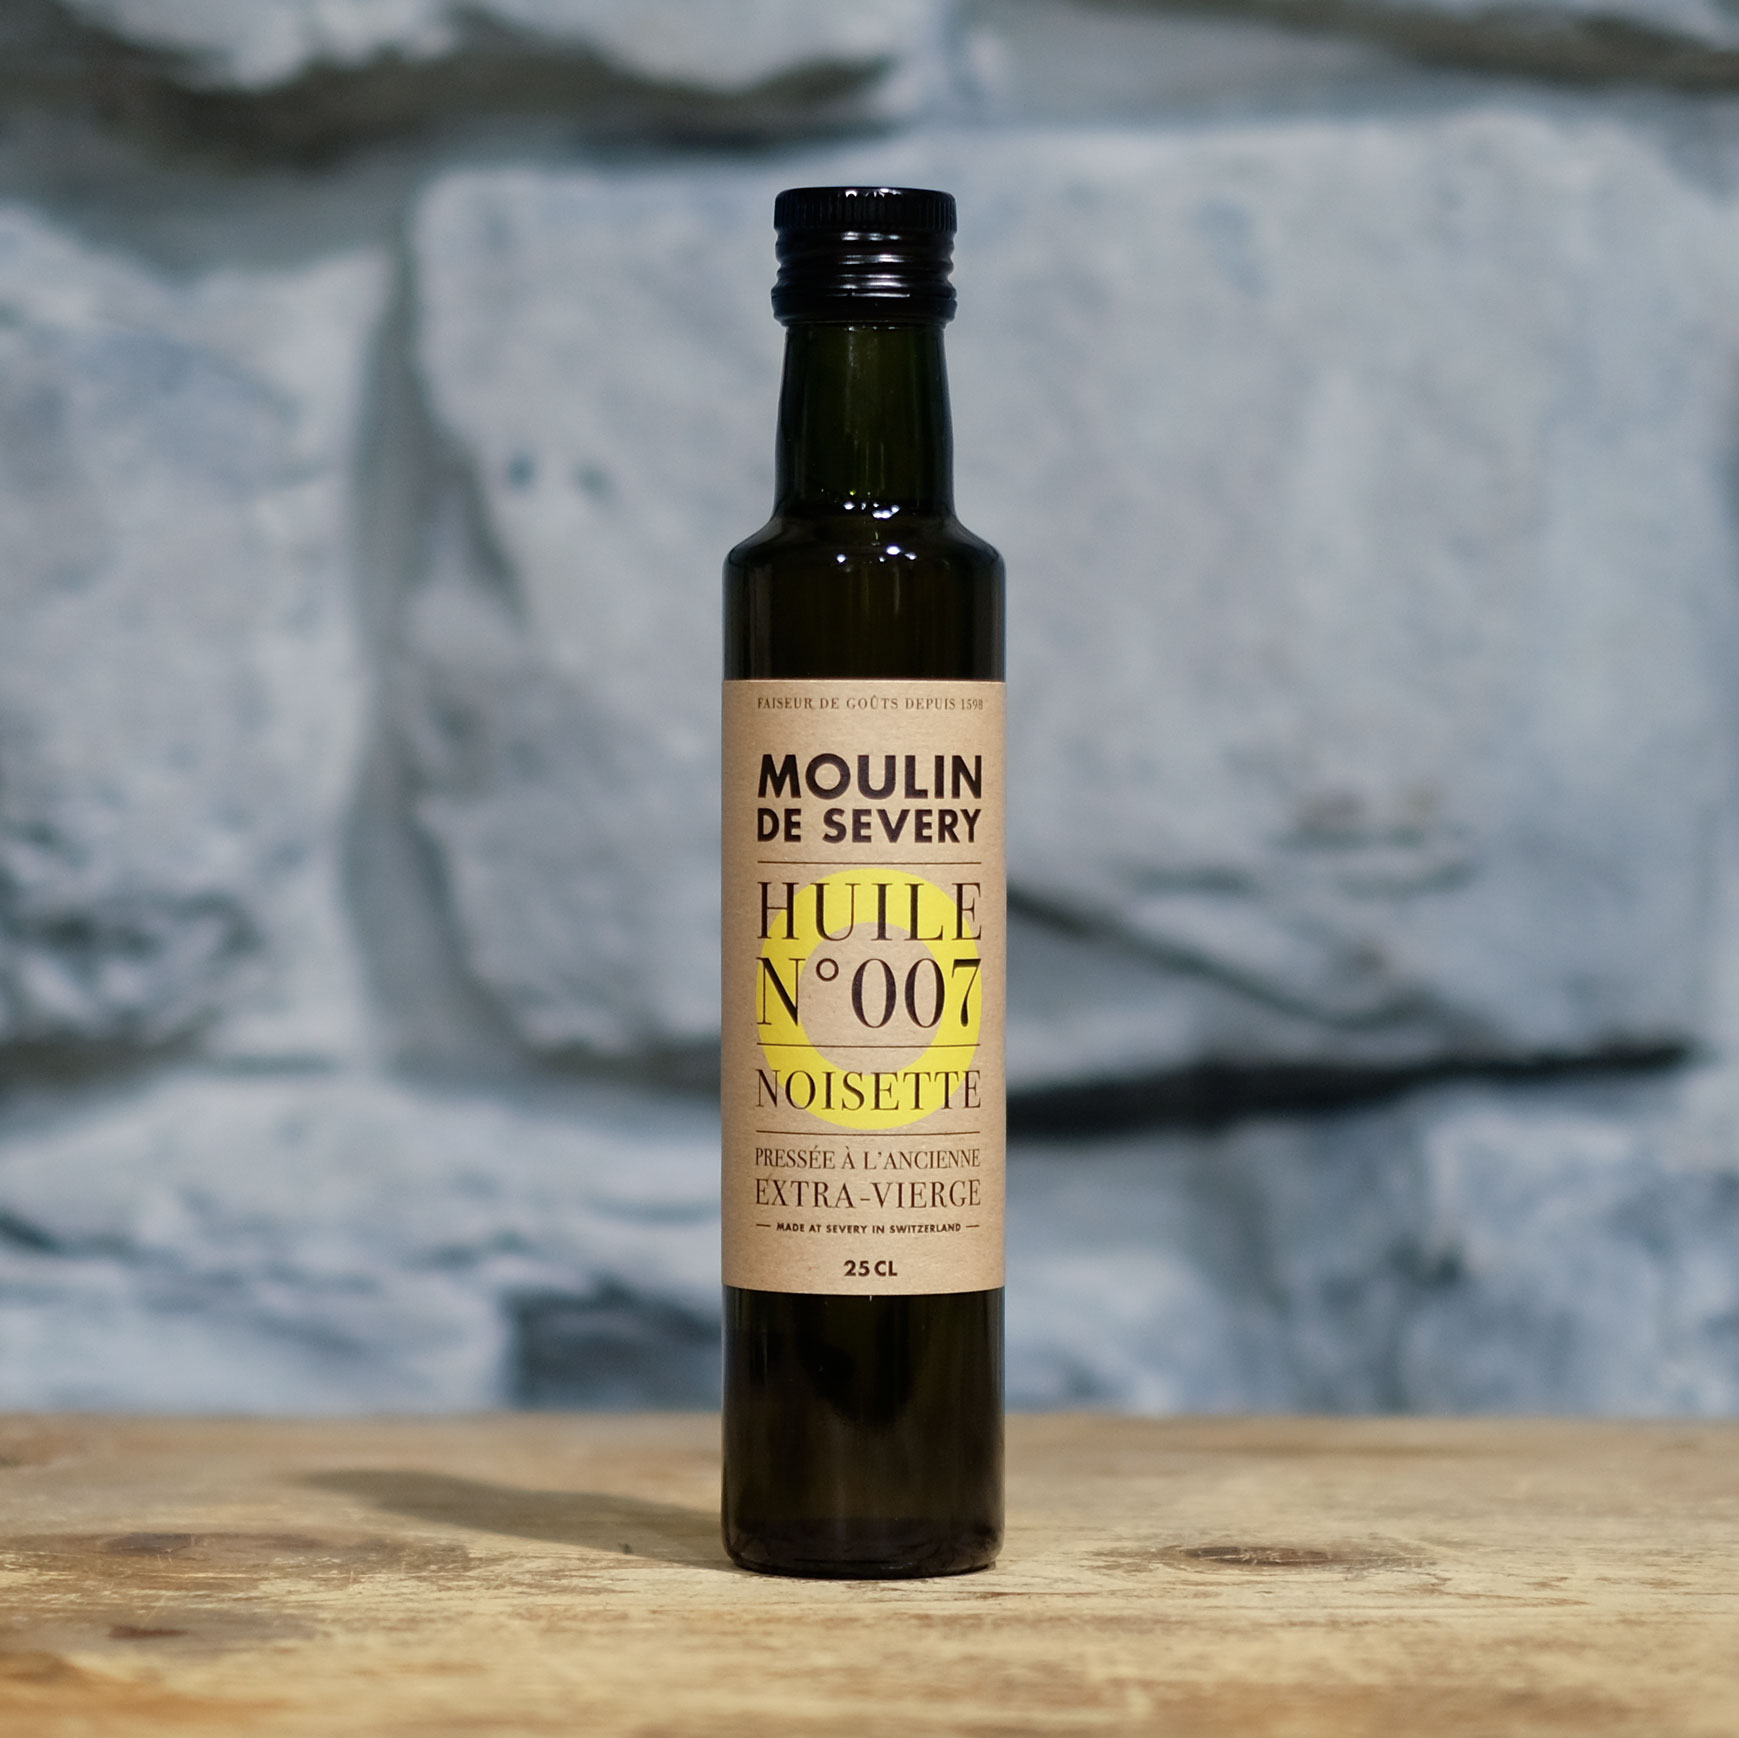 FAISEUR DE GOÛTS DEPUIS 1598
MOULIN
DE SEVERY
HUILE
N°007
NOISETTE
PRESSÉE À L'ANCIENNE
EXTRA-VIERGE
MADE AT SEVERY IN SWITZERLAND
25 CL